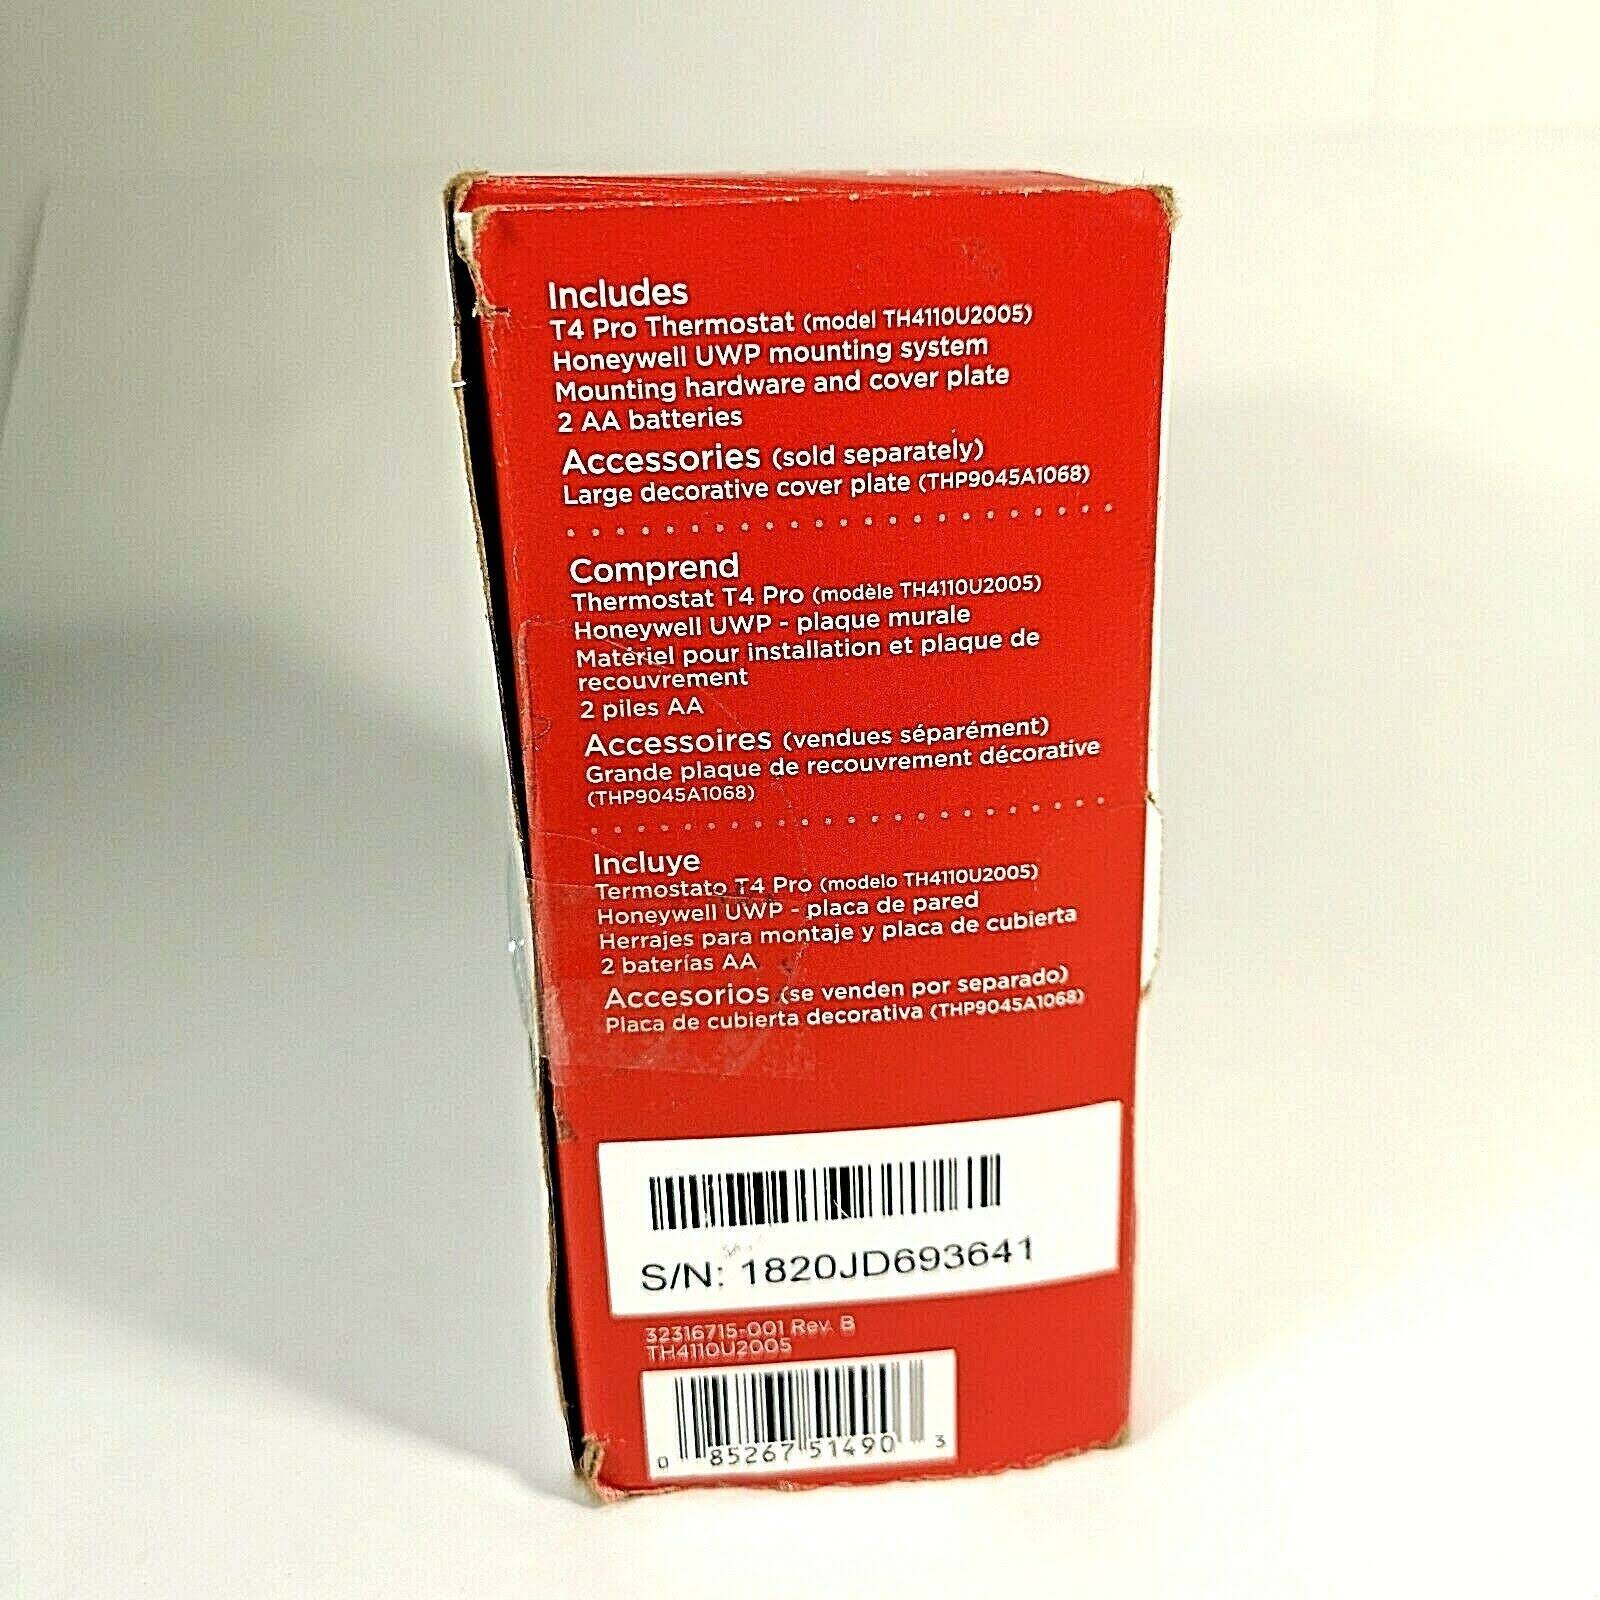 Includes
T4 Pro Thermostat (model TH4110U2005)
Honeywell UWP mounting system
Mounting hardware and cover plate
2 AA batteries
Accessories (sold separately)
Large decorative cover plate (THP9045A1068)
Comprend
Thermostat T4 Pro (modèle TH4110U2005)
Honeywell UWP - plaque murale
Matériel pour installation et plaque de
recouvrement
2 piles AA
Accessoires (vendues séparément)
Grande plaque de recouvrement décorative
(THP9045A1068)
Incluye
Termostato T4 Pro (modelo TH4110U2005)
Honeywell UWP - placa de pared
Herrajes para montaje y placa de cubierta
2 baterías AA
Accesorios (se venden por separado)
Placa de cubierta decorativa (THP9045A1068)
S/N: 1820JD693641
32316715-001 Rev. B
TH4110U2005
0 85267 51490 3